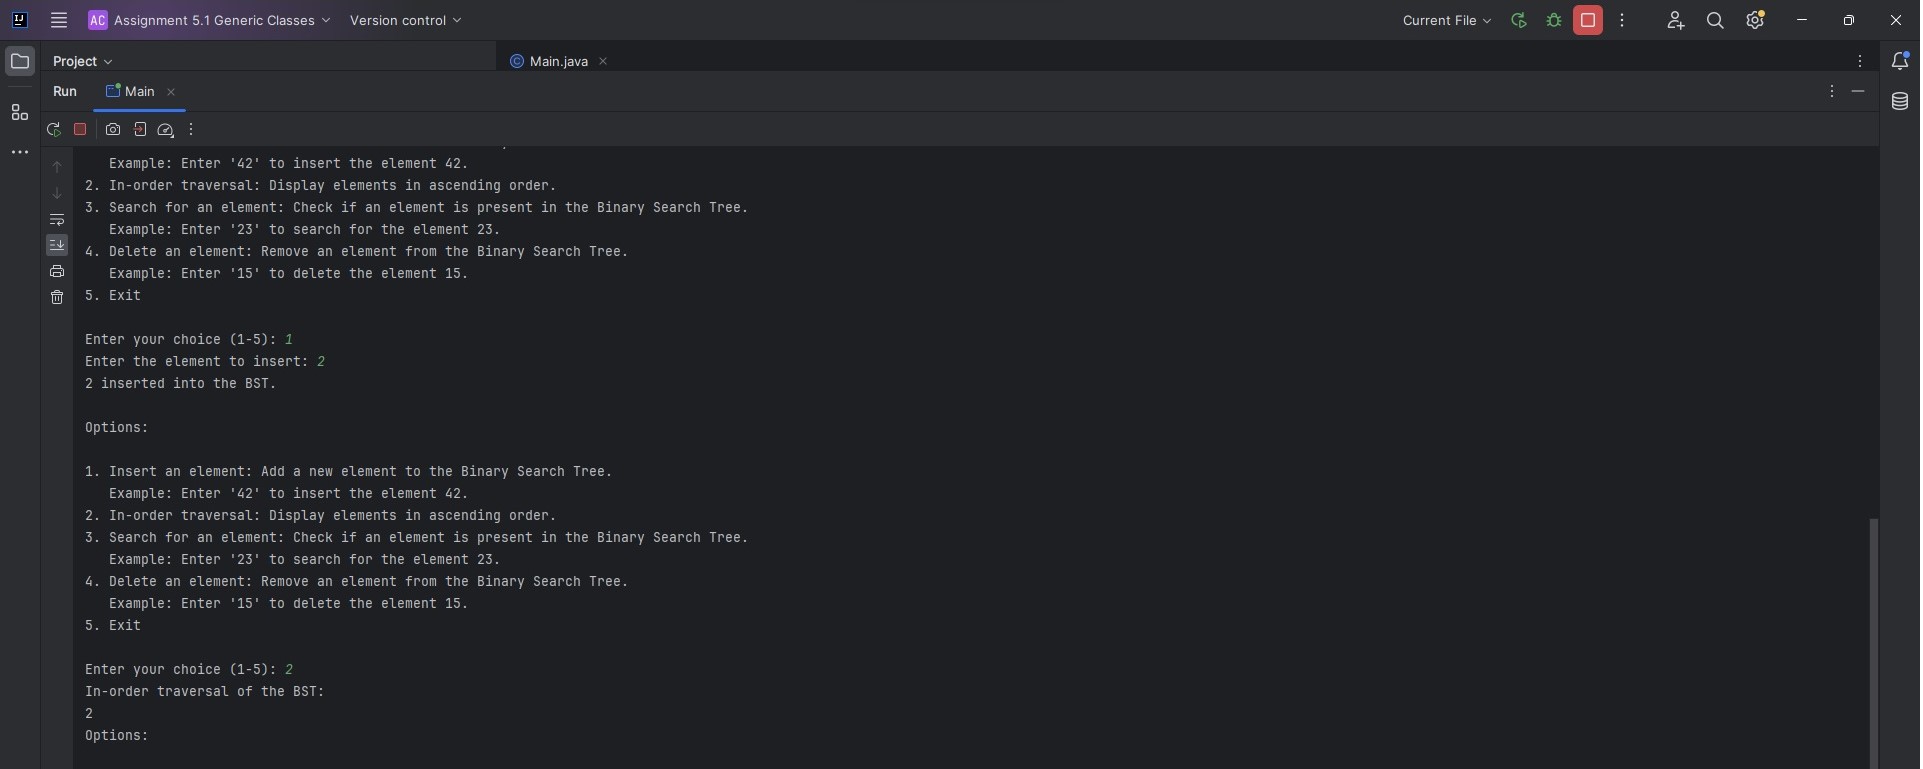 AC Assignment 5.1 Generic Classes Version control Current File
Project Main.java
Run Main
   Example: Enter '42' to insert the element 42.
2. In-order traversal: Display elements in ascending order.
3. Search for an element: Check if an element is present in the Binary Search Tree.
   Example: Enter '23' to search for the element 23.
4. Delete an element: Remove an element from the Binary Search Tree.
   Example: Enter '15' to delete the element 15.
5. Exit
Enter your choice (1-5): 1
Enter the element to insert: 2
2 inserted into the BST.
Options:
1. Insert an element: Add a new element to the Binary Search Tree.
   Example: Enter '42' to insert the element 42.
2. In-order traversal: Display elements in ascending order.
3. Search for an element: Check if an element is present in the Binary Search Tree.
   Example: Enter '23' to search for the element 23.
4. Delete an element: Remove an element from the Binary Search Tree.
   Example: Enter '15' to delete the element 15.
5. Exit
Enter your choice (1-5): 2
In-order traversal of the BST:
2
Options: